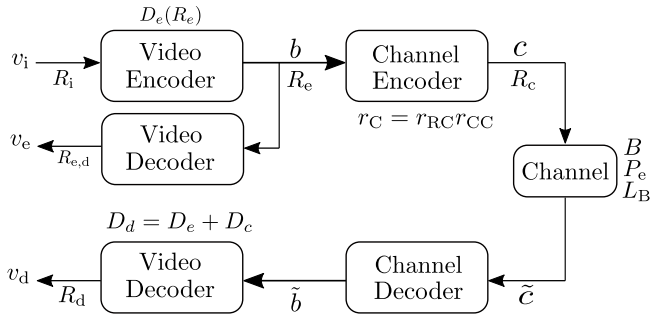 D_e(R_e)
v_i
R_i
Video
Encoder
b
R_e
Channel
Encoder
c
R_c
r_C = r_RC r_CC
v_e
R_e,d
Video
Decoder
Channel
B
P_e
L_B
D_d = D_e + D_c
v_d
R_d
Video
Decoder
b̃
Channel
Decoder
c̃